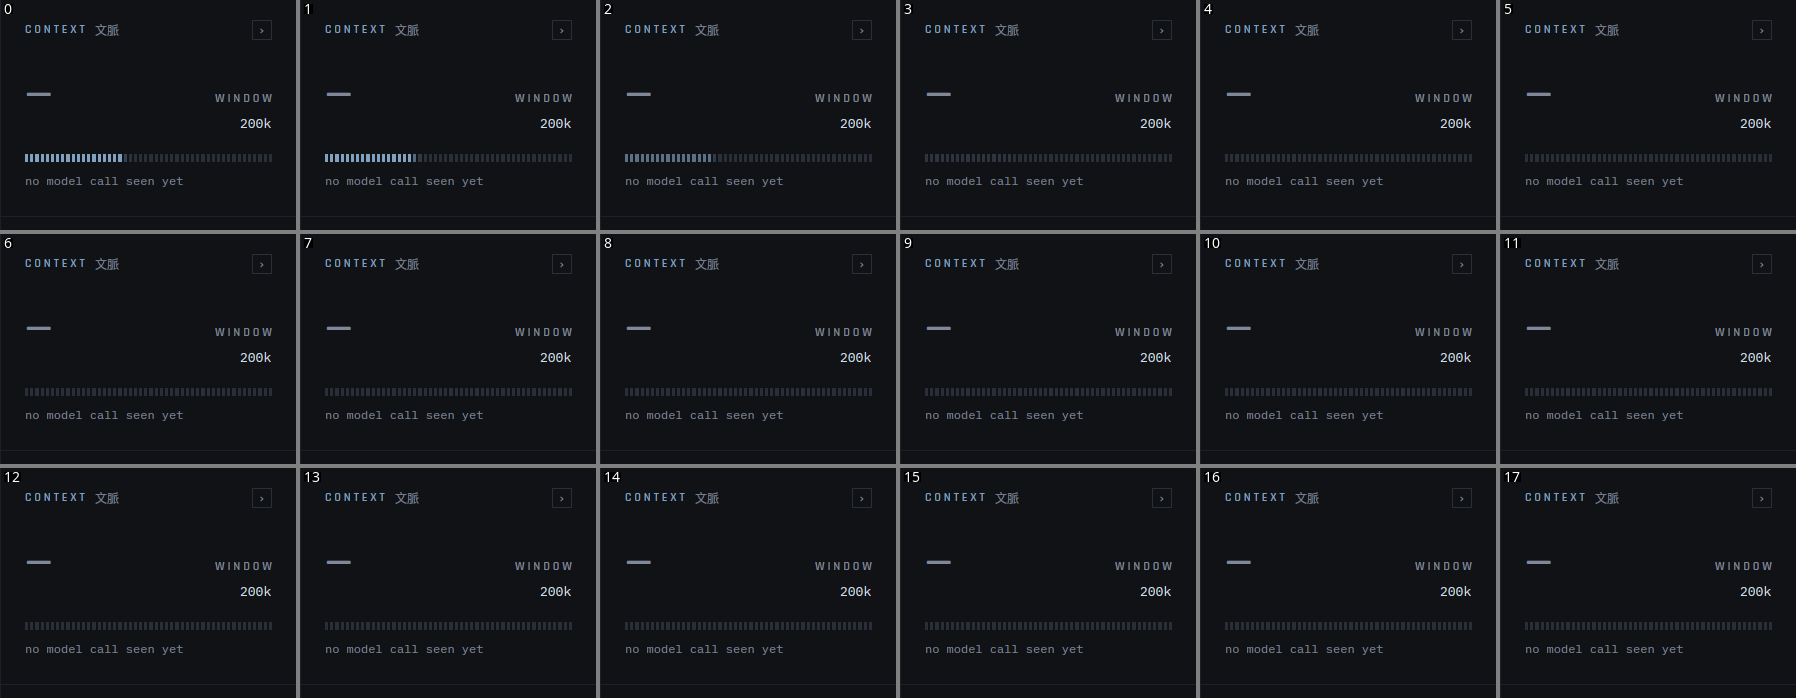 0 1 2 3 4 5
CONTEXT 文脈 › CONTEXT 文脈 › CONTEXT 文脈 › CONTEXT 文脈 › CONTEXT 文脈 › CONTEXT 文脈 ›
— WINDOW — WINDOW — WINDOW — WINDOW — WINDOW — WINDOW
200k 200k 200k 200k 200k 200k
no model call seen yet no model call seen yet no model call seen yet no model call seen yet no model call seen yet no model call seen yet
6 7 8 9 10 11
CONTEXT 文脈 › CONTEXT 文脈 › CONTEXT 文脈 › CONTEXT 文脈 › CONTEXT 文脈 › CONTEXT 文脈 ›
— WINDOW — WINDOW — WINDOW — WINDOW — WINDOW — WINDOW
200k 200k 200k 200k 200k 200k
no model call seen yet no model call seen yet no model call seen yet no model call seen yet no model call seen yet no model call seen yet
12 13 14 15 16 17
CONTEXT 文脈 › CONTEXT 文脈 › CONTEXT 文脈 › CONTEXT 文脈 › CONTEXT 文脈 › CONTEXT 文脈 ›
— WINDOW — WINDOW — WINDOW — WINDOW — WINDOW — WINDOW
200k 200k 200k 200k 200k 200k
no model call seen yet no model call seen yet no model call seen yet no model call seen yet no model call seen yet no model call seen yet